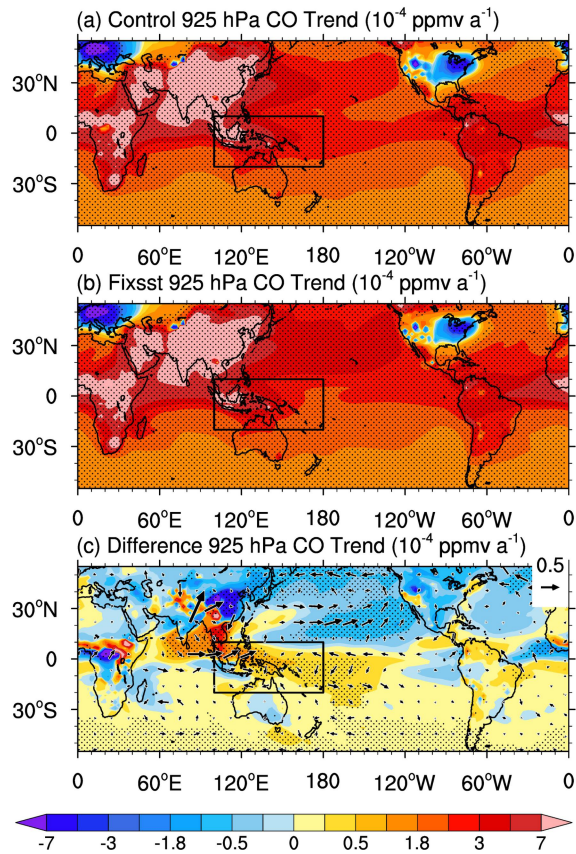 (a) Control 925 hPa CO Trend (10⁻⁴ ppmv a⁻¹)
30°N
0
30°S
0 60°E 120°E 180 120°W 60°W 0
(b) Fixsst 925 hPa CO Trend (10⁻⁴ ppmv a⁻¹)
30°N
0
30°S
0 60°E 120°E 180 120°W 60°W 0
(c) Difference 925 hPa CO Trend (10⁻⁴ ppmv a⁻¹)
0.5
30°N
0
30°S
0 60°E 120°E 180 120°W 60°W 0
-7 -3 -1.8 -0.5 0 0.5 1.8 3 7